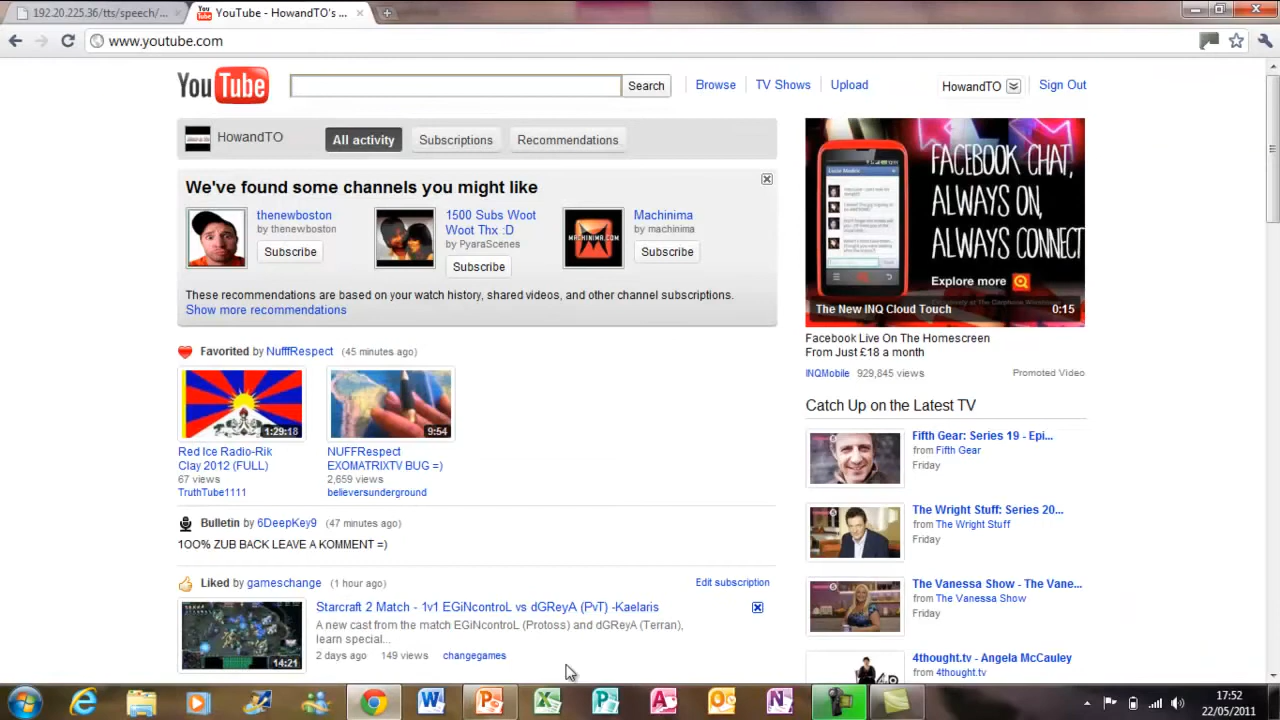 192.20.225.36/tts/speech/
YouTube - HowandTO's ...
www.youtube.com
YouTube
Search
Browse
TV Shows
Upload
HowandTO
Sign Out
HowandTO
All activity
Subscriptions
Recommendations
We've found some channels you might like
thenewboston
by thenewboston
Subscribe
1500 Subs Woot
Woot Thx :D
by PyaraScenes
Subscribe
MACHINIMA.COM
Machinima
by machinima
Subscribe
These recommendations are based on your watch history, shared videos, and other channel subscriptions.
Show more recommendations
Favorited by NufffRespect (45 minutes ago)
1:29:18
Red Ice Radio-Rik
Clay 2012 (FULL)
67 views
TruthTube1111
9:54
NUFFRespect
EXOMATRIXTV BUG =)
2,659 views
believersunderground
Bulletin by 6DeepKey9 (47 minutes ago)
1OO% ZUB BACK LEAVE A KOMMENT =)
Liked by gameschange (1 hour ago)
Edit subscription
14:21
Starcraft 2 Match - 1v1 EGiNcontroL vs dGReyA (PvT) -Kaelaris
A new cast from the match EGiNcontroL (Protoss) and dGReyA (Terran),
learn special...
2 days ago 149 views changegames
FACEBOOK CHAT,
ALWAYS ON,
ALWAYS CONNECT
Explore more
The New INQ Cloud Touch
0:15
Facebook Live On The Homescreen
From Just £18 a month
INQMobile 929,845 views
Promoted Video
Catch Up on the Latest TV
Fifth Gear: Series 19 - Epi...
from Fifth Gear
Friday
The Wright Stuff: Series 20...
from The Wright Stuff
Friday
The Vanessa Show - The Vane...
from The Vanessa Show
Friday
4thought.tv - Angela McCauley
from 4thought.tv
17:52
22/05/2011